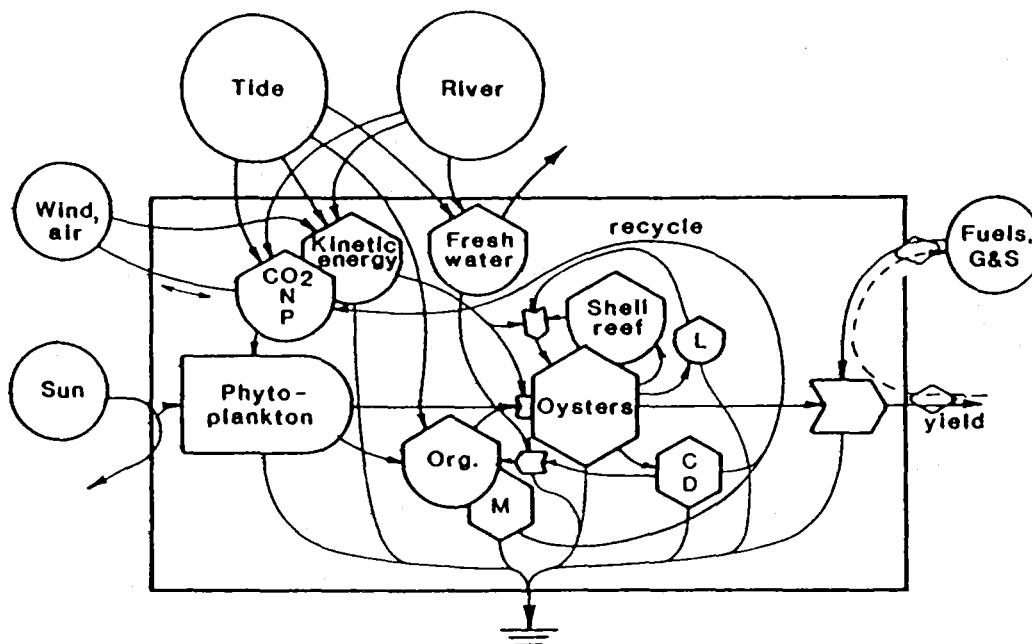 Tide
River
Wind,
air
Kinetic
energy
Fresh
water
recycle
Fuels,
G&S
CO2
N
P
Shell
reef
L
Sun
Phyto-
plankton
Oysters
yield
Org.
C
D
M